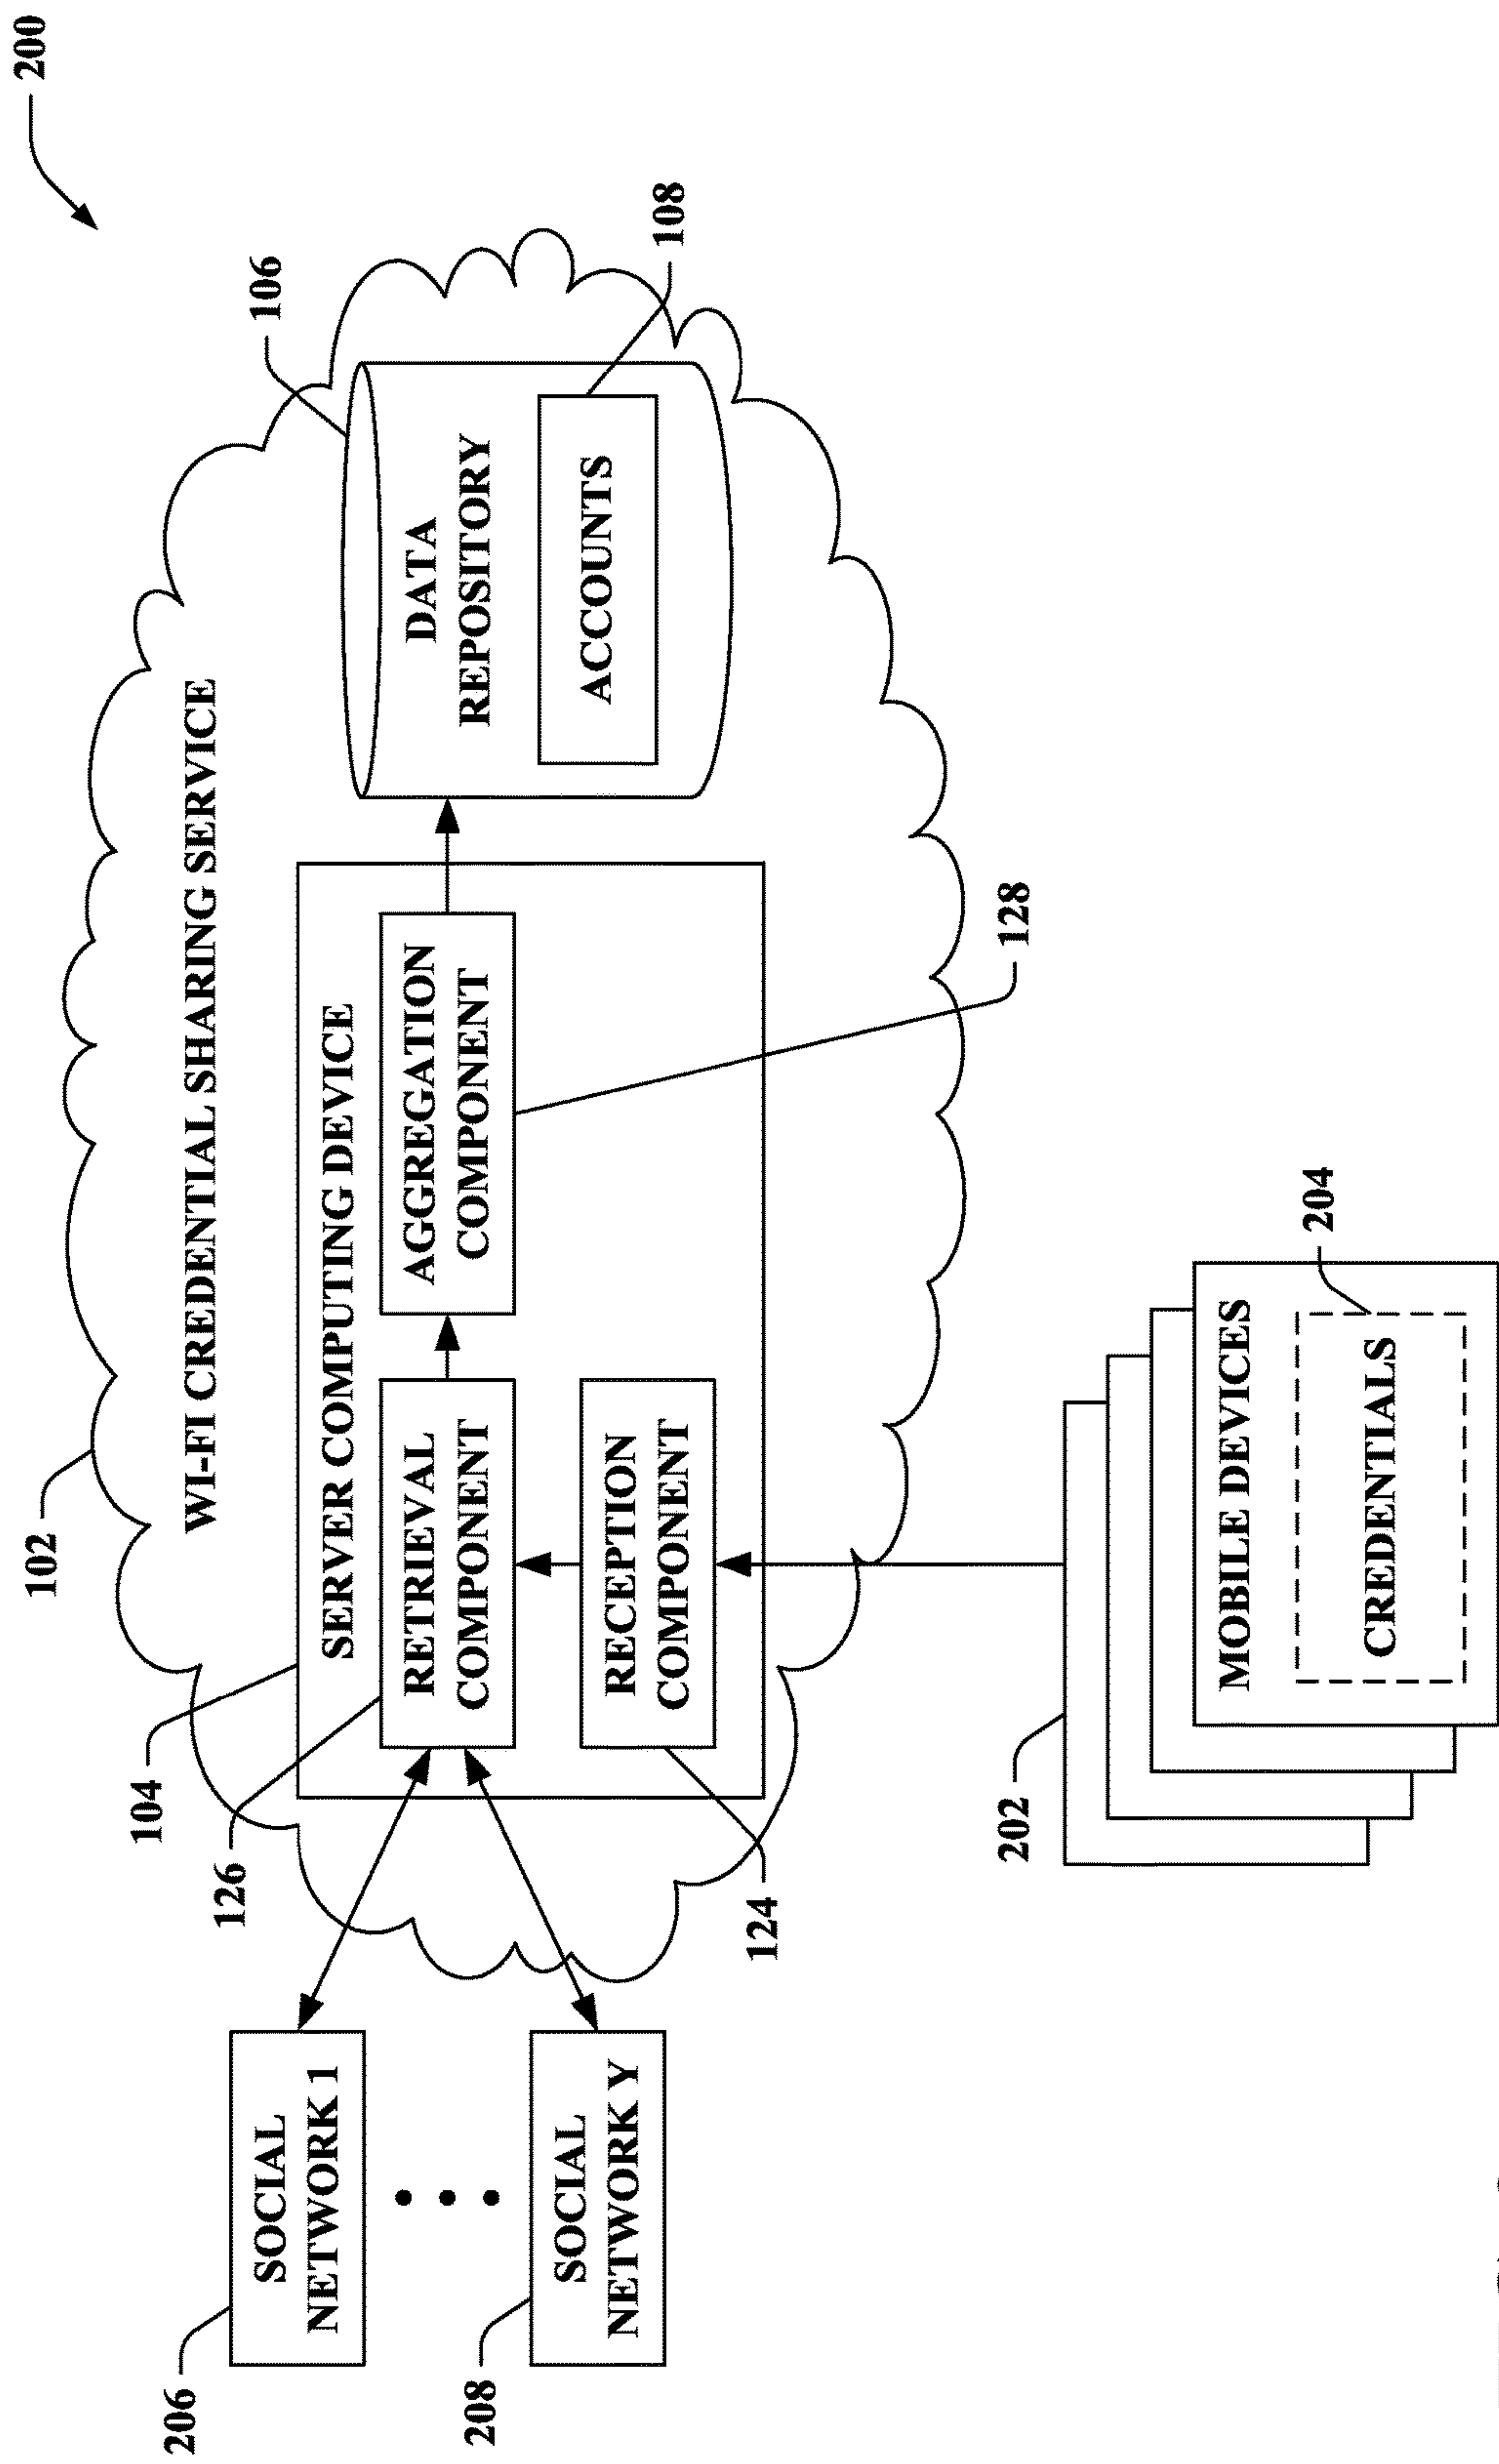 200
102
WI-FI CREDENTIAL SHARING SERVICE
106
104
SERVER COMPUTING DEVICE
DATA
REPOSITORY
206
SOCIAL
NETWORK 1
126
RETRIEVAL
COMPONENT
AGGREGATION
COMPONENT
ACCOUNTS
108
208
SOCIAL
NETWORK Y
RECEPTION
COMPONENT
124
128
202
MOBILE DEVICES
204
CREDENTIALS